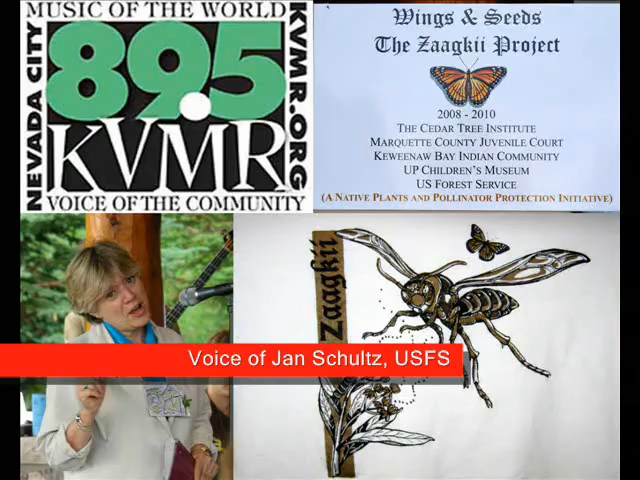 MUSIC OF THE WORLD
NEVADA CITY
89.5
KVMR
KVMR.ORG
VOICE OF THE COMMUNITY
Wings & Seeds
The Zaagkii Project
2008 - 2010
THE CEDAR TREE INSTITUTE
MARQUETTE COUNTY JUVENILE COURT
KEWEENAW BAY INDIAN COMMUNITY
UP CHILDREN'S MUSEUM
US FOREST SERVICE
(A NATIVE PLANTS AND POLLINATOR PROTECTION INITIATIVE)
Zaagkii
Voice of Jan Schultz, USFS